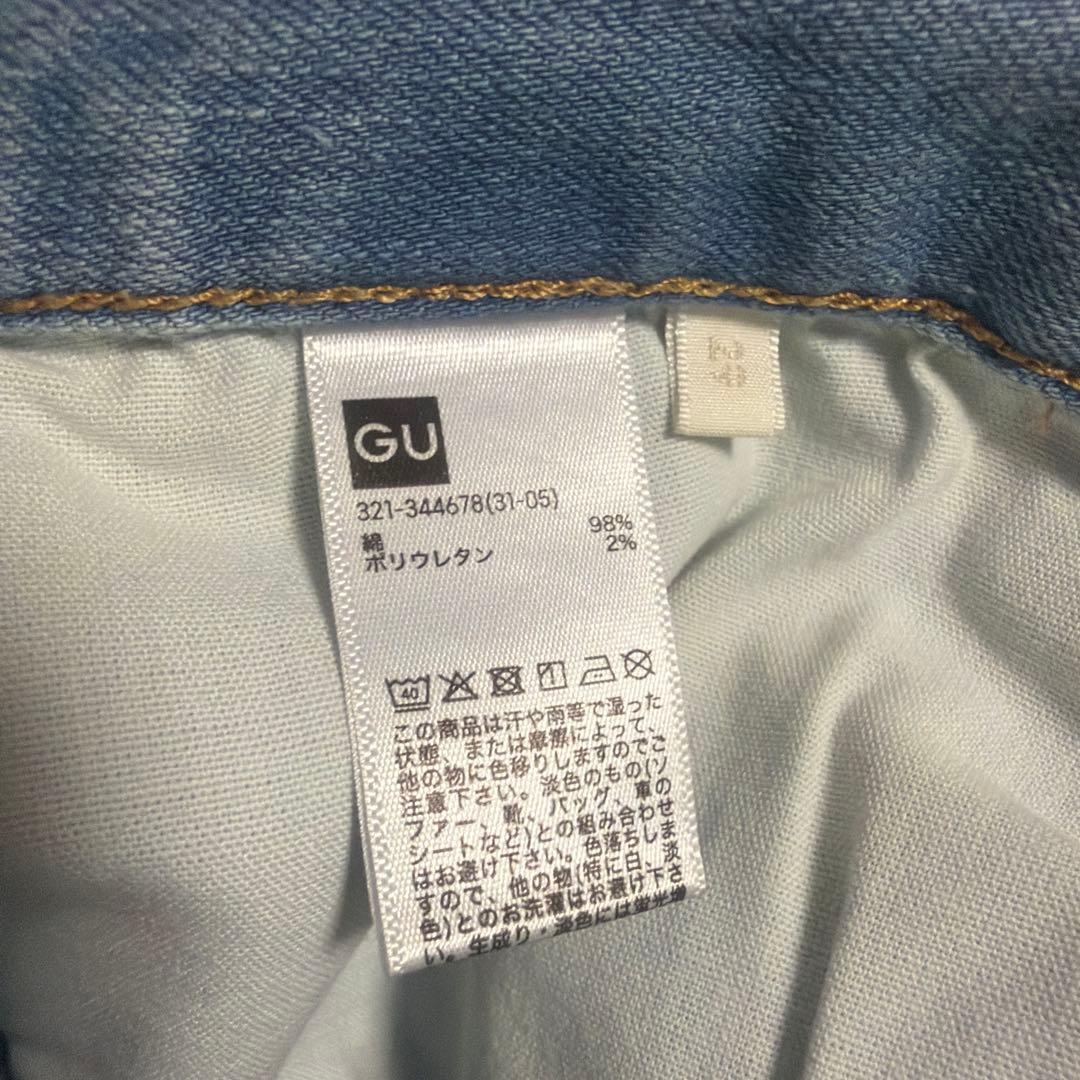 GU
321-344678(31-05)
綿 98%
ポリウレタン 2%
40
この商品は汗や雨等で湿った
状態、または摩擦によって、
他の物に色移りしますのでご
注意下さい。淡色のもの(ソ
ファー、靴、バッグ、車の
シートなど)との組み合わせ
はお避け下さい。色落ちしま
すので、他の物(特に白、淡
色)とのお洗濯はお避け下さ
い。生成り・淡色には蛍光増